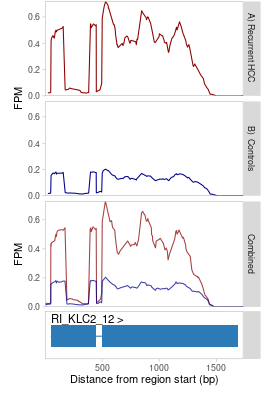 0.6
0.4
0.2
0.0
FPM
A) Recurrent HCC
0.6
0.4
0.2
0.0
B) Controls
0.6
0.4
0.2
0.0
FPM
Combined
RI_KLC2_12 >
0
500
1000
1500
Distance from region start (bp)